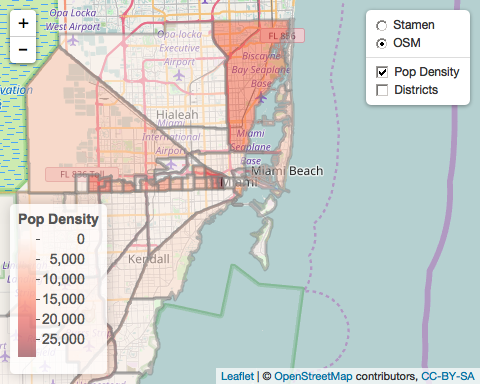 +
−
Opa Locka
West Airport
Opa-locka
Executive
Airport
FL 856
Biscayne
Bay Seaplane
Base
Hialeah
Miami
International
Airport
Miami
Seaplane
Base
FL 836 Toll
Miami
Miami Beach
Kendall
Stamen
OSM
Pop Density
Districts
Pop Density
0
5,000
10,000
15,000
20,000
25,000
Leaflet | © OpenStreetMap contributors, CC-BY-SA